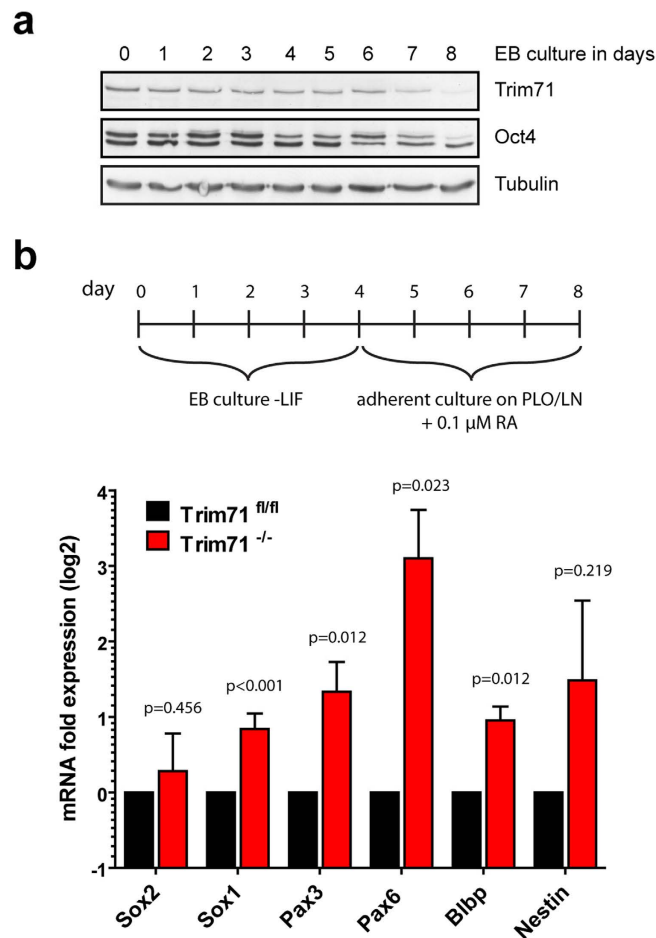 a
0 1 2 3 4 5 6 7 8 EB culture in days
Trim71
Oct4
Tubulin
b
day 0 1 2 3 4 5 6 7 8
EB culture -LIF
adherent culture on PLO/LN
+ 0.1 µM RA
mRNA fold expression (log2)
4
3
2
1
0
-1
Trim71 fl/fl
Trim71 -/-
p=0.456
p<0.001
p=0.012
p=0.023
p=0.012
p=0.219
Sox2
Sox1
Pax3
Pax6
Blbp
Nestin